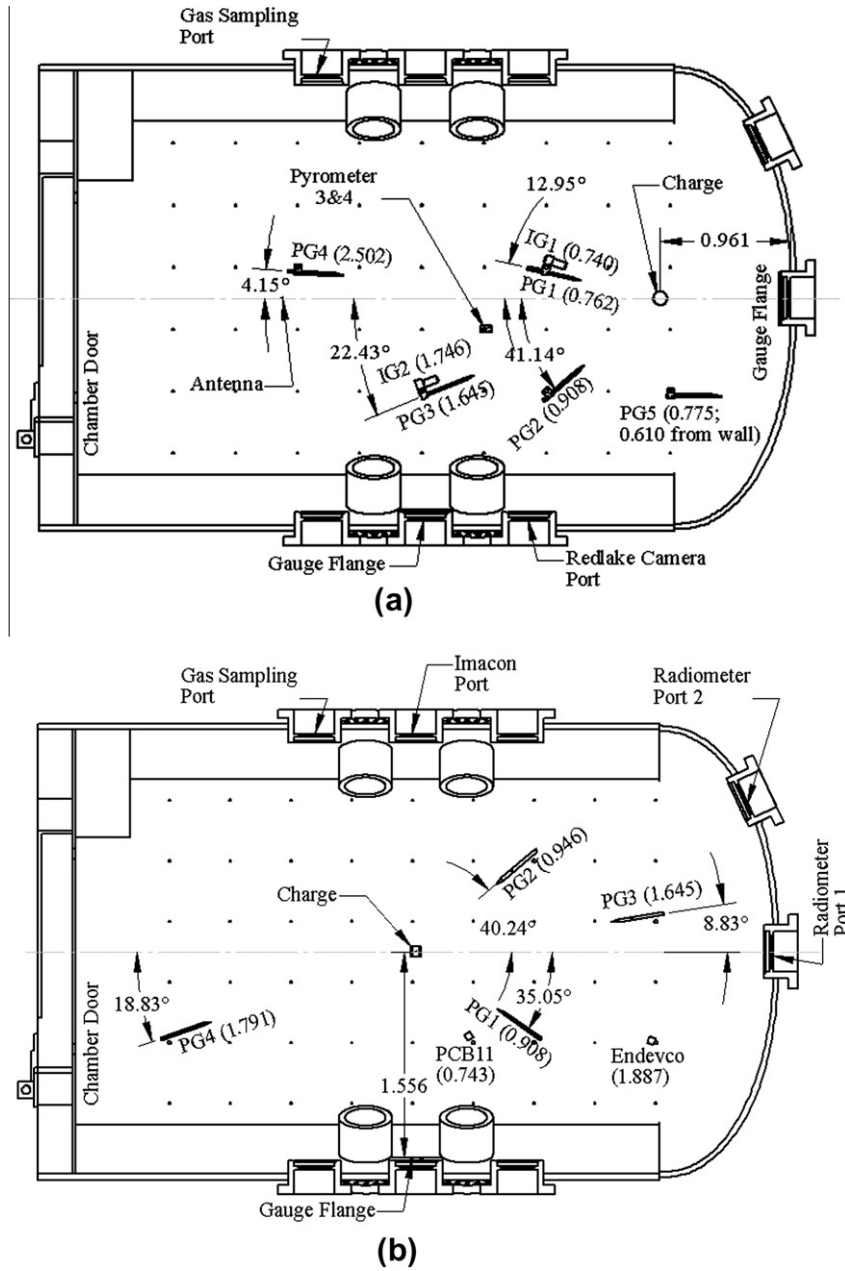 Gas Sampling
Port
Pyrometer
3&4
12.95°
Charge
IG1 (0.740)
PG4 (2.502)
PG1 (0.762)
0.961
4.15°
Gauge Flange
22.43°
IG2 (1.746)
41.14°
Antenna
PG3 (1.645)
PG2 (0.908)
PG5 (0.775;
0.610 from wall)
Chamber Door
Gauge Flange
Redlake Camera
Port
(a)
Gas Sampling
Port
Imacon
Port
Radiometer
Port 2
PG2 (0.946)
Charge
PG3 (1.645)
Radiometer
Port 1
40.24°
8.83°
18.83°
35.05°
PG4 (1.791)
PG1
(0.908)
Chamber Door
PCB11
(0.743)
Endevco
(1.887)
1.556
Gauge Flange
(b)